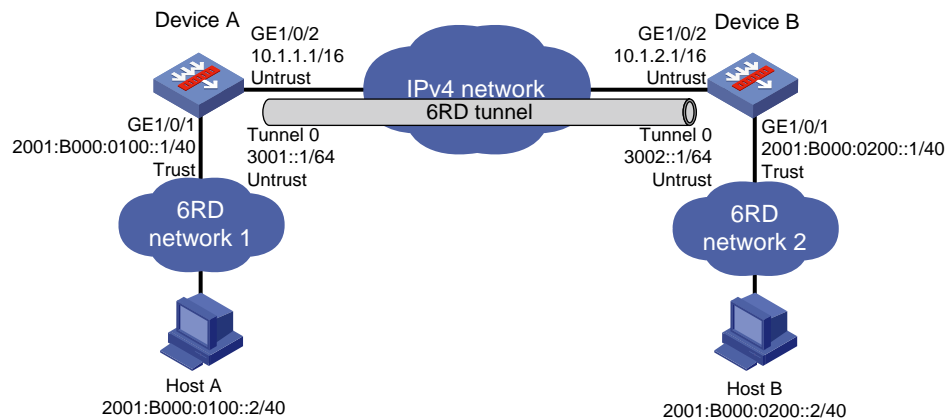 Device A
GE1/0/2
10.1.1.1/16
Untrust
GE1/0/2
10.1.2.1/16
Untrust
Device B
IPv4 network
6RD tunnel
GE1/0/1
2001:B000:0100::1/40
Trust
Tunnel 0
3001::1/64
Untrust
Tunnel 0
3002::1/64
Untrust
GE1/0/1
2001:B000:0200::1/40
Trust
6RD
network 1
6RD
network 2
Host A
2001:B000:0100::2/40
Host B
2001:B000:0200::2/40